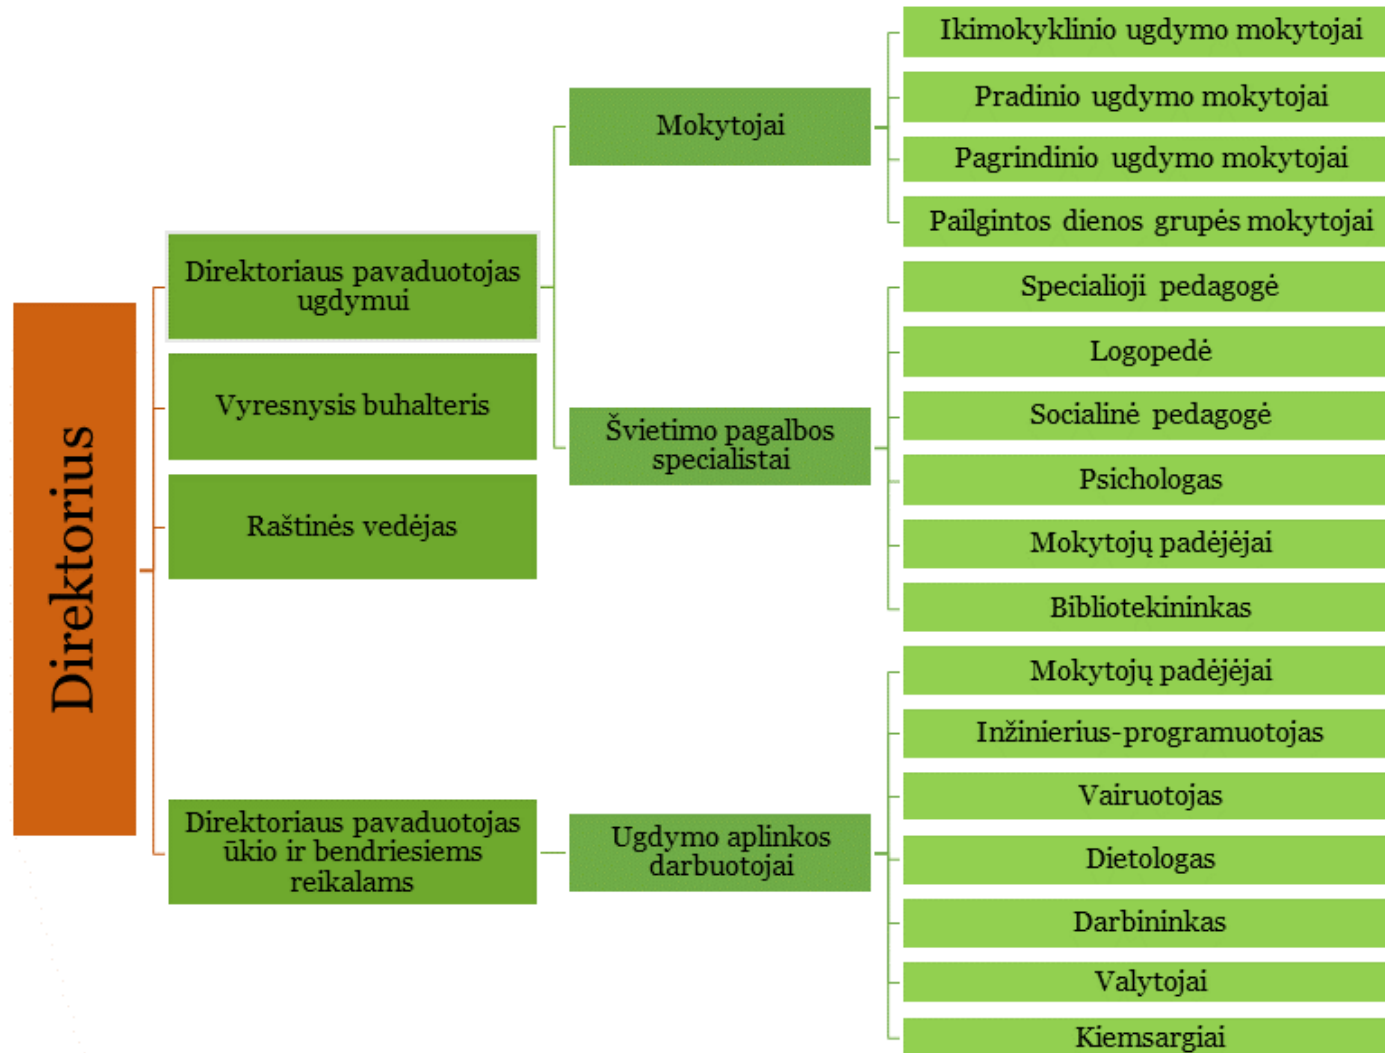 Direktorius
Direktoriaus pavaduotojas
ugdymui
Vyresnysis buhalteris
Raštinės vedėjas
Direktoriaus pavaduotojas
ūkio ir bendriesiems
reikalams
Mokytojai
Švietimo pagalbos
specialistai
Ugdymo aplinkos
darbuotojai
Ikimokyklinio ugdymo mokytojai
Pradinio ugdymo mokytojai
Pagrindinio ugdymo mokytojai
Pailgintos dienos grupės mokytojai
Specialioji pedagogė
Logopedė
Socialinė pedagogė
Psichologas
Mokytojų padėjėjai
Bibliotekininkas
Mokytojų padėjėjai
Inžinierius-programuotojas
Vairuotojas
Dietologas
Darbininkas
Valytojai
Kiemsargiai